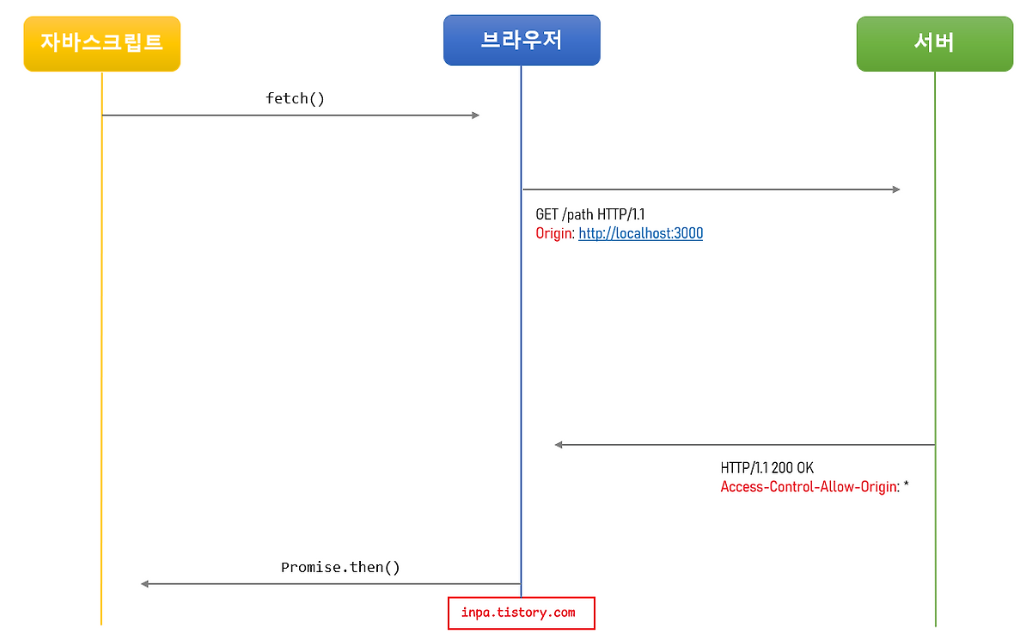 자바스크립트
브라우저
서버
fetch()
GET /path HTTP/1.1
Origin: http://localhost:3000
HTTP/1.1 200 OK
Access-Control-Allow-Origin: *
Promise.then()
inpa.tistory.com